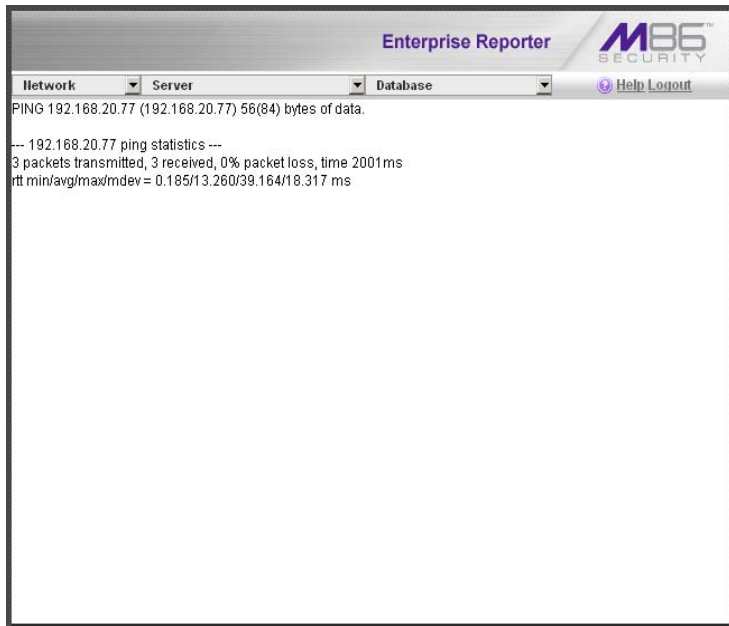 Enterprise Reporter
M86™
SECURITY
Network
Server
Database
Help Logout
PING 192.168.20.77 (192.168.20.77) 56(84) bytes of data.
--- 192.168.20.77 ping statistics ---
3 packets transmitted, 3 received, 0% packet loss, time 2001ms
rtt min/avg/max/mdev = 0.185/13.260/39.164/18.317 ms